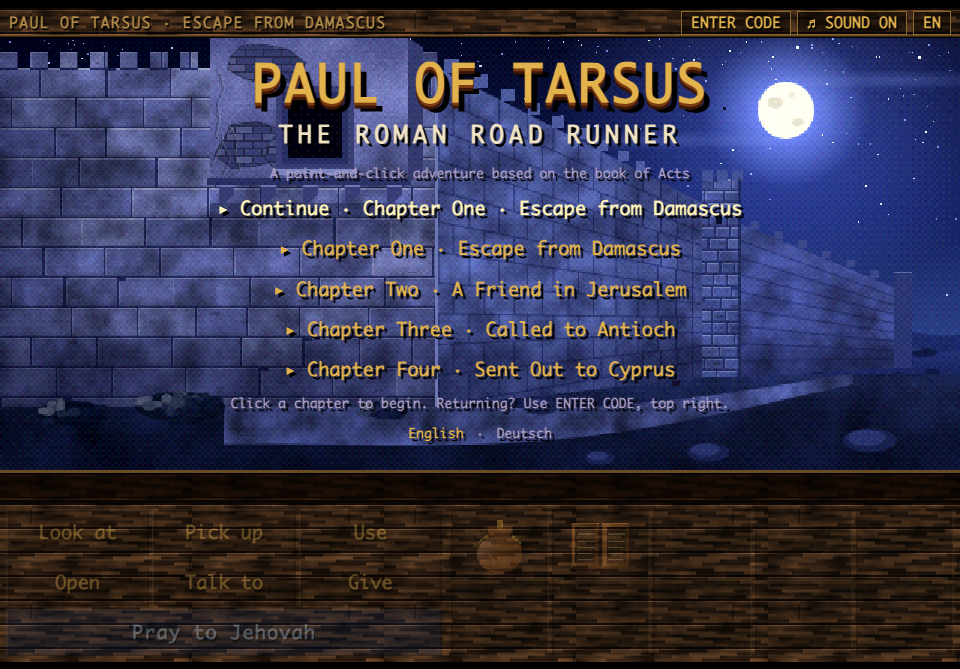 PAUL OF TARSUS · ESCAPE FROM DAMASCUS
ENTER CODE
♬ SOUND ON
EN
PAUL OF TARSUS
THE ROMAN ROAD RUNNER
A point-and-click adventure based on the book of Acts
▸ Continue · Chapter One · Escape from Damascus
▸ Chapter One · Escape from Damascus
▸ Chapter Two · A Friend in Jerusalem
▸ Chapter Three · Called to Antioch
▸ Chapter Four · Sent Out to Cyprus
Click a chapter to begin. Returning? Use ENTER CODE, top right.
English · Deutsch
Look at
Pick up
Use
Open
Talk to
Give
Pray to Jehovah